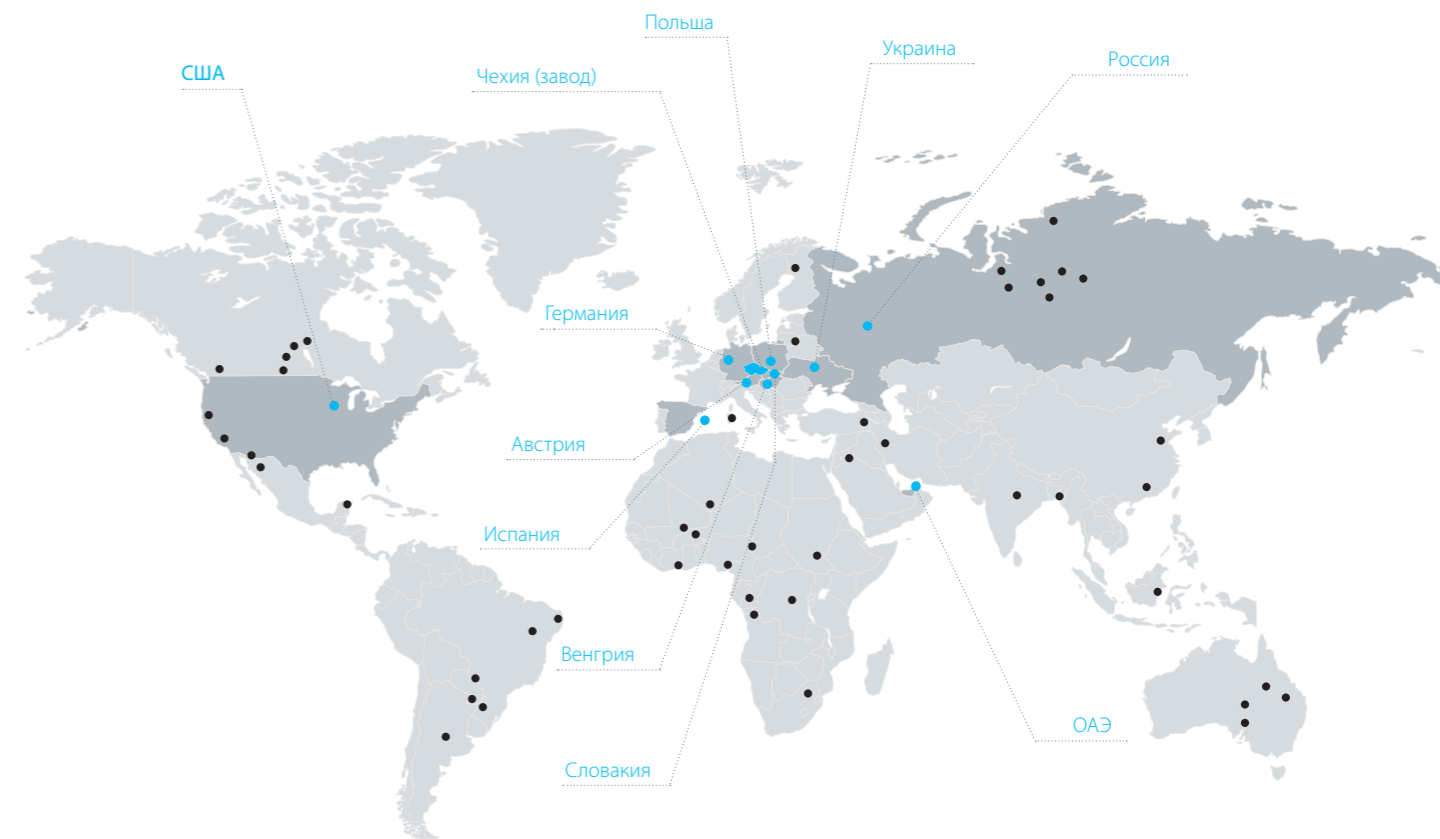 Польша
Украина
Россия
США
Чехия (завод)
Германия
Австрия
Испания
Венгрия
ОАЭ
Словакия